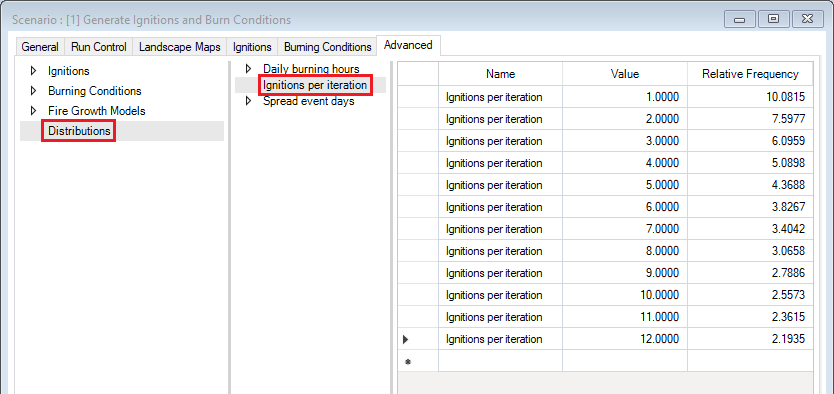 Scenario : [1] Generate Ignitions and Burn Conditions
General Run Control Landscape Maps Ignitions Burning Conditions Advanced
Ignitions
Burning Conditions
Fire Growth Models
Distributions
Daily burning hours
Ignitions per iteration
Spread event days
Name Value Relative Frequency
Ignitions per iteration 1.0000 10.0815
Ignitions per iteration 2.0000 7.5977
Ignitions per iteration 3.0000 6.0959
Ignitions per iteration 4.0000 5.0898
Ignitions per iteration 5.0000 4.3688
Ignitions per iteration 6.0000 3.8267
Ignitions per iteration 7.0000 3.4042
Ignitions per iteration 8.0000 3.0658
Ignitions per iteration 9.0000 2.7886
Ignitions per iteration 10.0000 2.5573
Ignitions per iteration 11.0000 2.3615
Ignitions per iteration 12.0000 2.1935